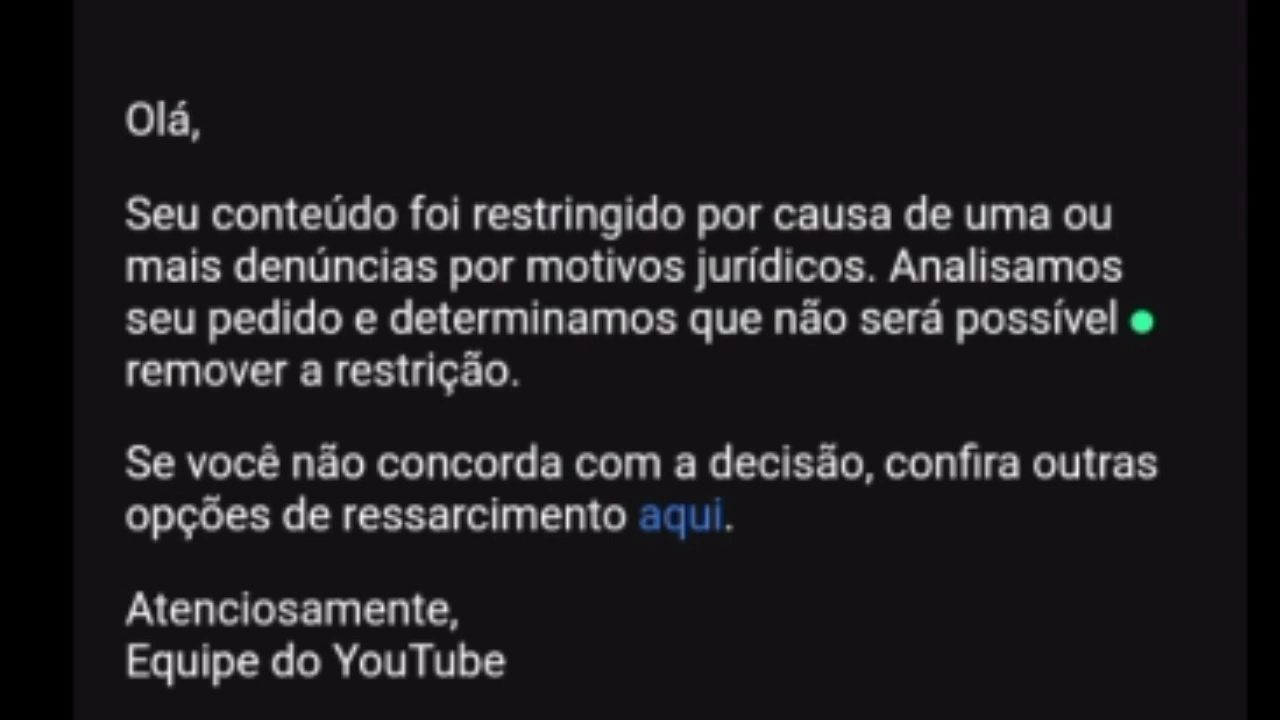 Olá,
Seu conteúdo foi restringido por causa de uma ou
mais denúncias por motivos jurídicos. Analisamos
seu pedido e determinamos que não será possível
remover a restrição.
Se você não concorda com a decisão, confira outras
opções de ressarcimento aqui.
Atenciosamente,
Equipe do YouTube